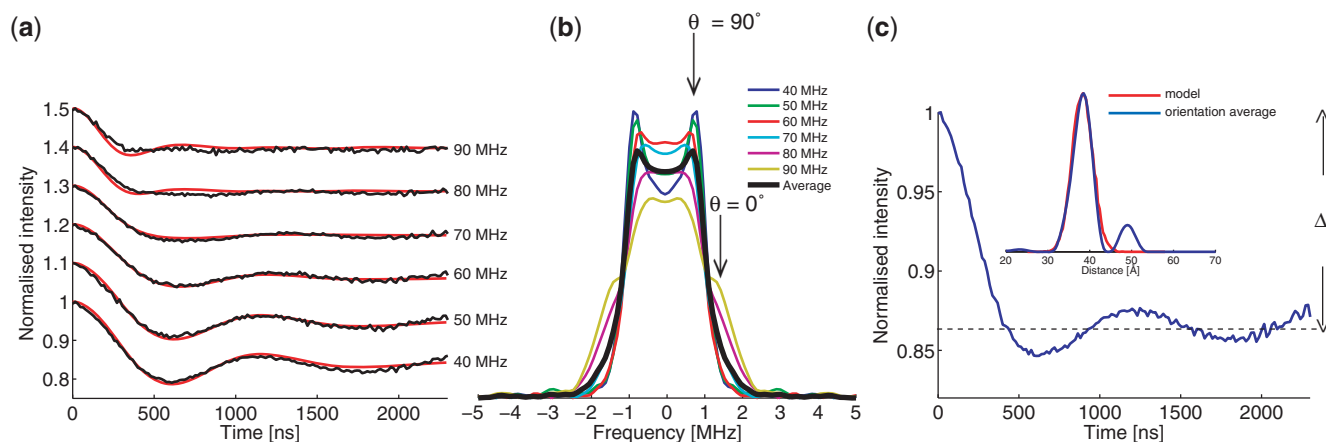 (a)
Normalised intensity
1.5
1.4
1.3
1.2
1.1
1
0.9
0.8
90 MHz
80 MHz
70 MHz
60 MHz
50 MHz
40 MHz
0
500
1000
1500
2000
Time [ns]
(b)
θ = 90°
40 MHz
50 MHz
60 MHz
70 MHz
80 MHz
90 MHz
Average
θ = 0°
−5
−4
−3
−2
−1
0
1
2
3
4
5
Frequency [MHz]
(c)
Normalised intensity
1
0.95
0.9
0.85
model
orientation average
20
30
40
50
60
70
Distance [Å]
Δ
0
500
1000
1500
2000
Time [ns]